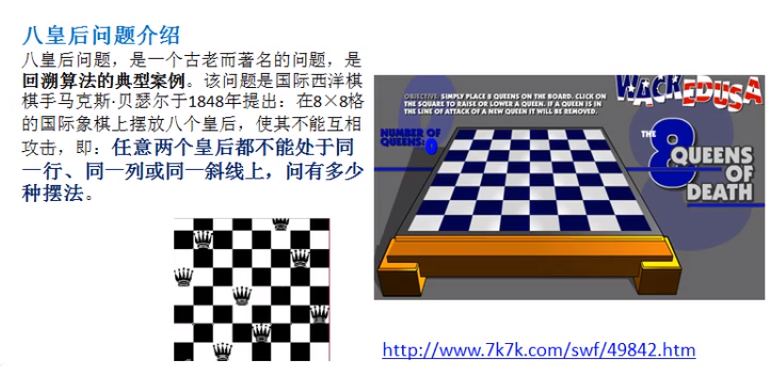 八皇后问题介绍
八皇后问题，是一个古老而著名的问题，是
回溯算法的典型案例。该问题是国际西洋棋
棋手马克斯·贝瑟尔于1848年提出：在8×8格
的国际象棋上摆放八个皇后，使其不能互相
攻击，即：任意两个皇后都不能处于同
一行、同一列或同一斜线上，问有多少
种摆法。
WACKEDUSA
OBJECTIVE: SIMPLY PLACE 8 QUEENS ON THE BOARD. CLICK ON
THE SQUARE TO RAISE OR LOWER A QUEEN. IF A QUEEN IS IN
THE LINE OF ATTACK OF A NEW QUEEN IT WILL BE REMOVED.
NUMBER OF
QUEENS: 0
THE 8 QUEENS
OF
DEATH
http://www.7k7k.com/swf/49842.htm